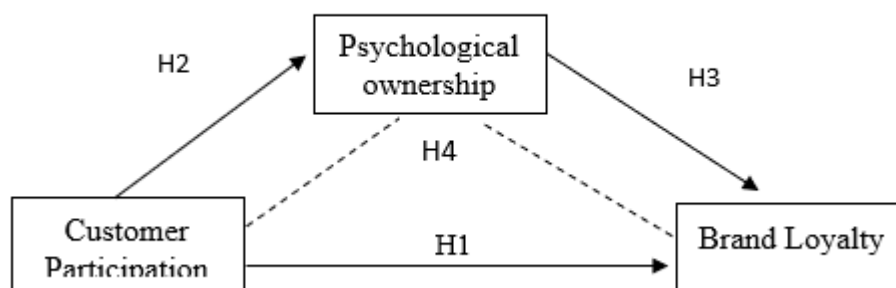 Psychological
ownership
H2
H3
H4
Customer
Participation
H1
Brand Loyalty